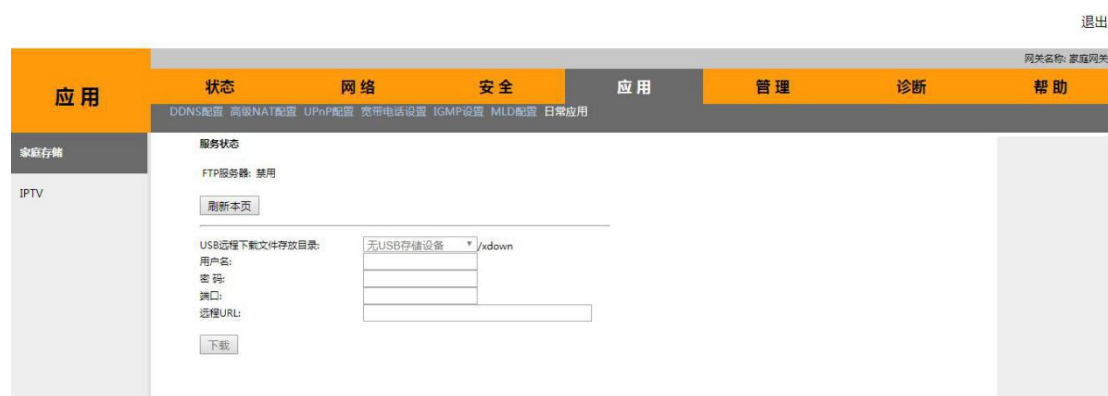 退出
网关名称: 家庭网关
应用
状态 网络 安全 应用 管理 诊断 帮助
DDNS配置 高级NAT配置 UPnP配置 宽带电话设置 IGMP设置 MLD配置 日常应用
家庭存储
IPTV
服务状态
FTP服务器: 禁用
刷新本页
USB远程下载文件存放目录: 无USB存储设备 /xdown
用户名:
密码:
端口:
远程URL:
下载